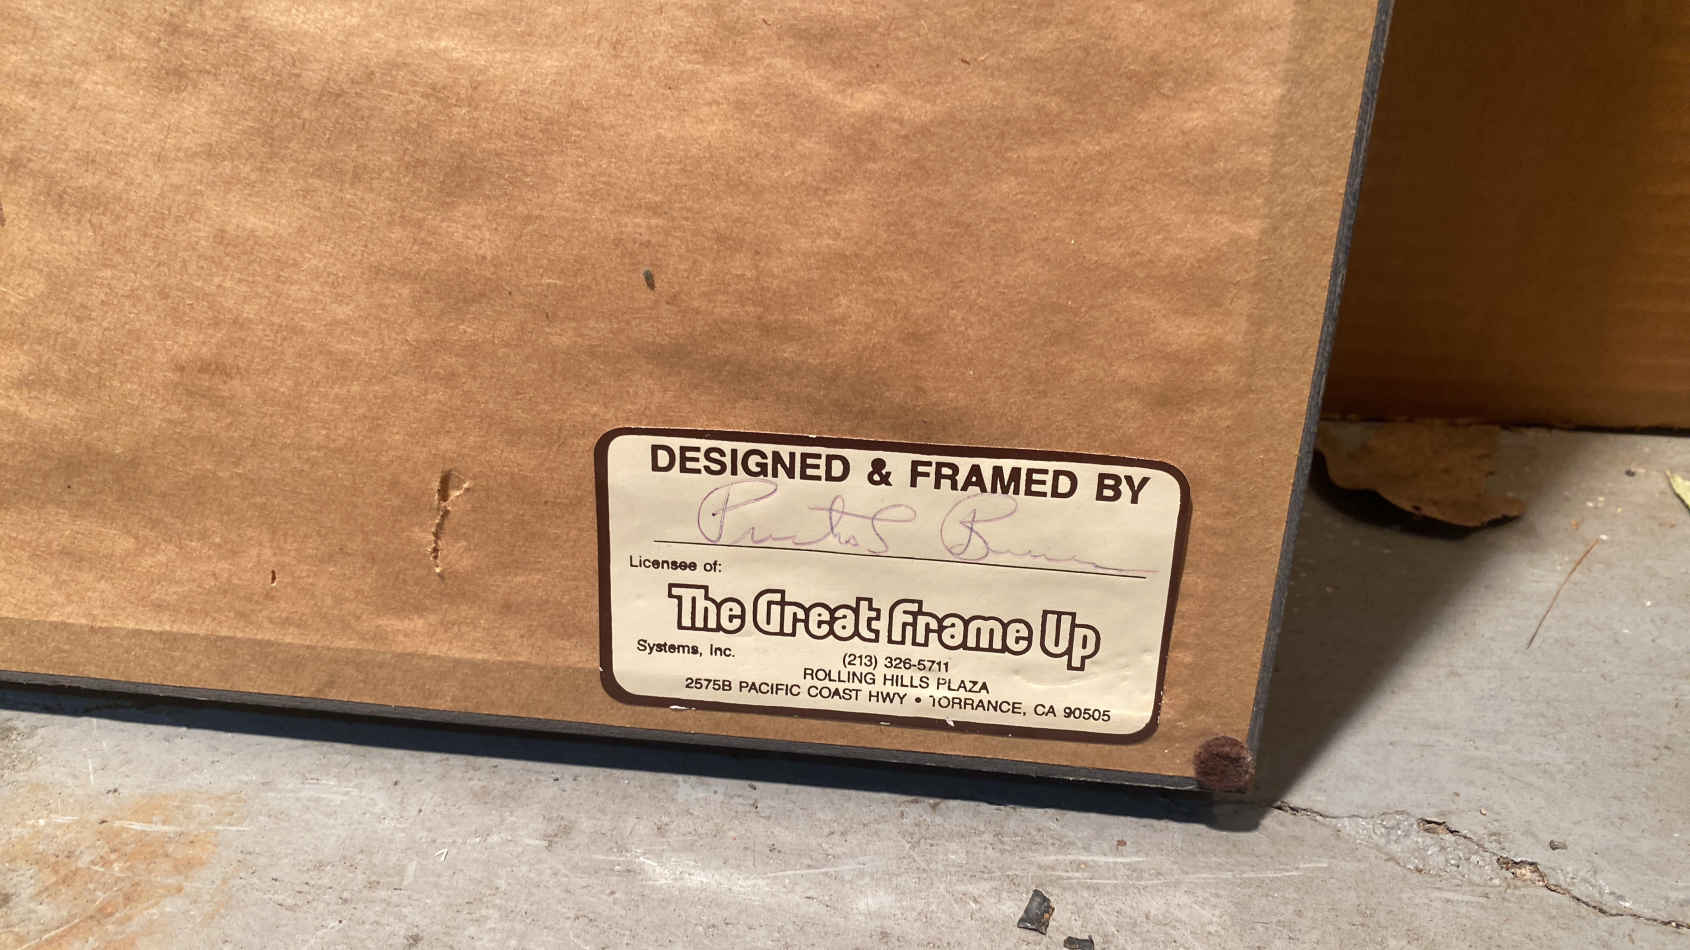 DESIGNED & FRAMED BY
Licensee of:
The Great Frame Up
Systems, Inc.
(213) 326-5711
ROLLING HILLS PLAZA
2575B PACIFIC COAST HWY • TORRANCE, CA 90505